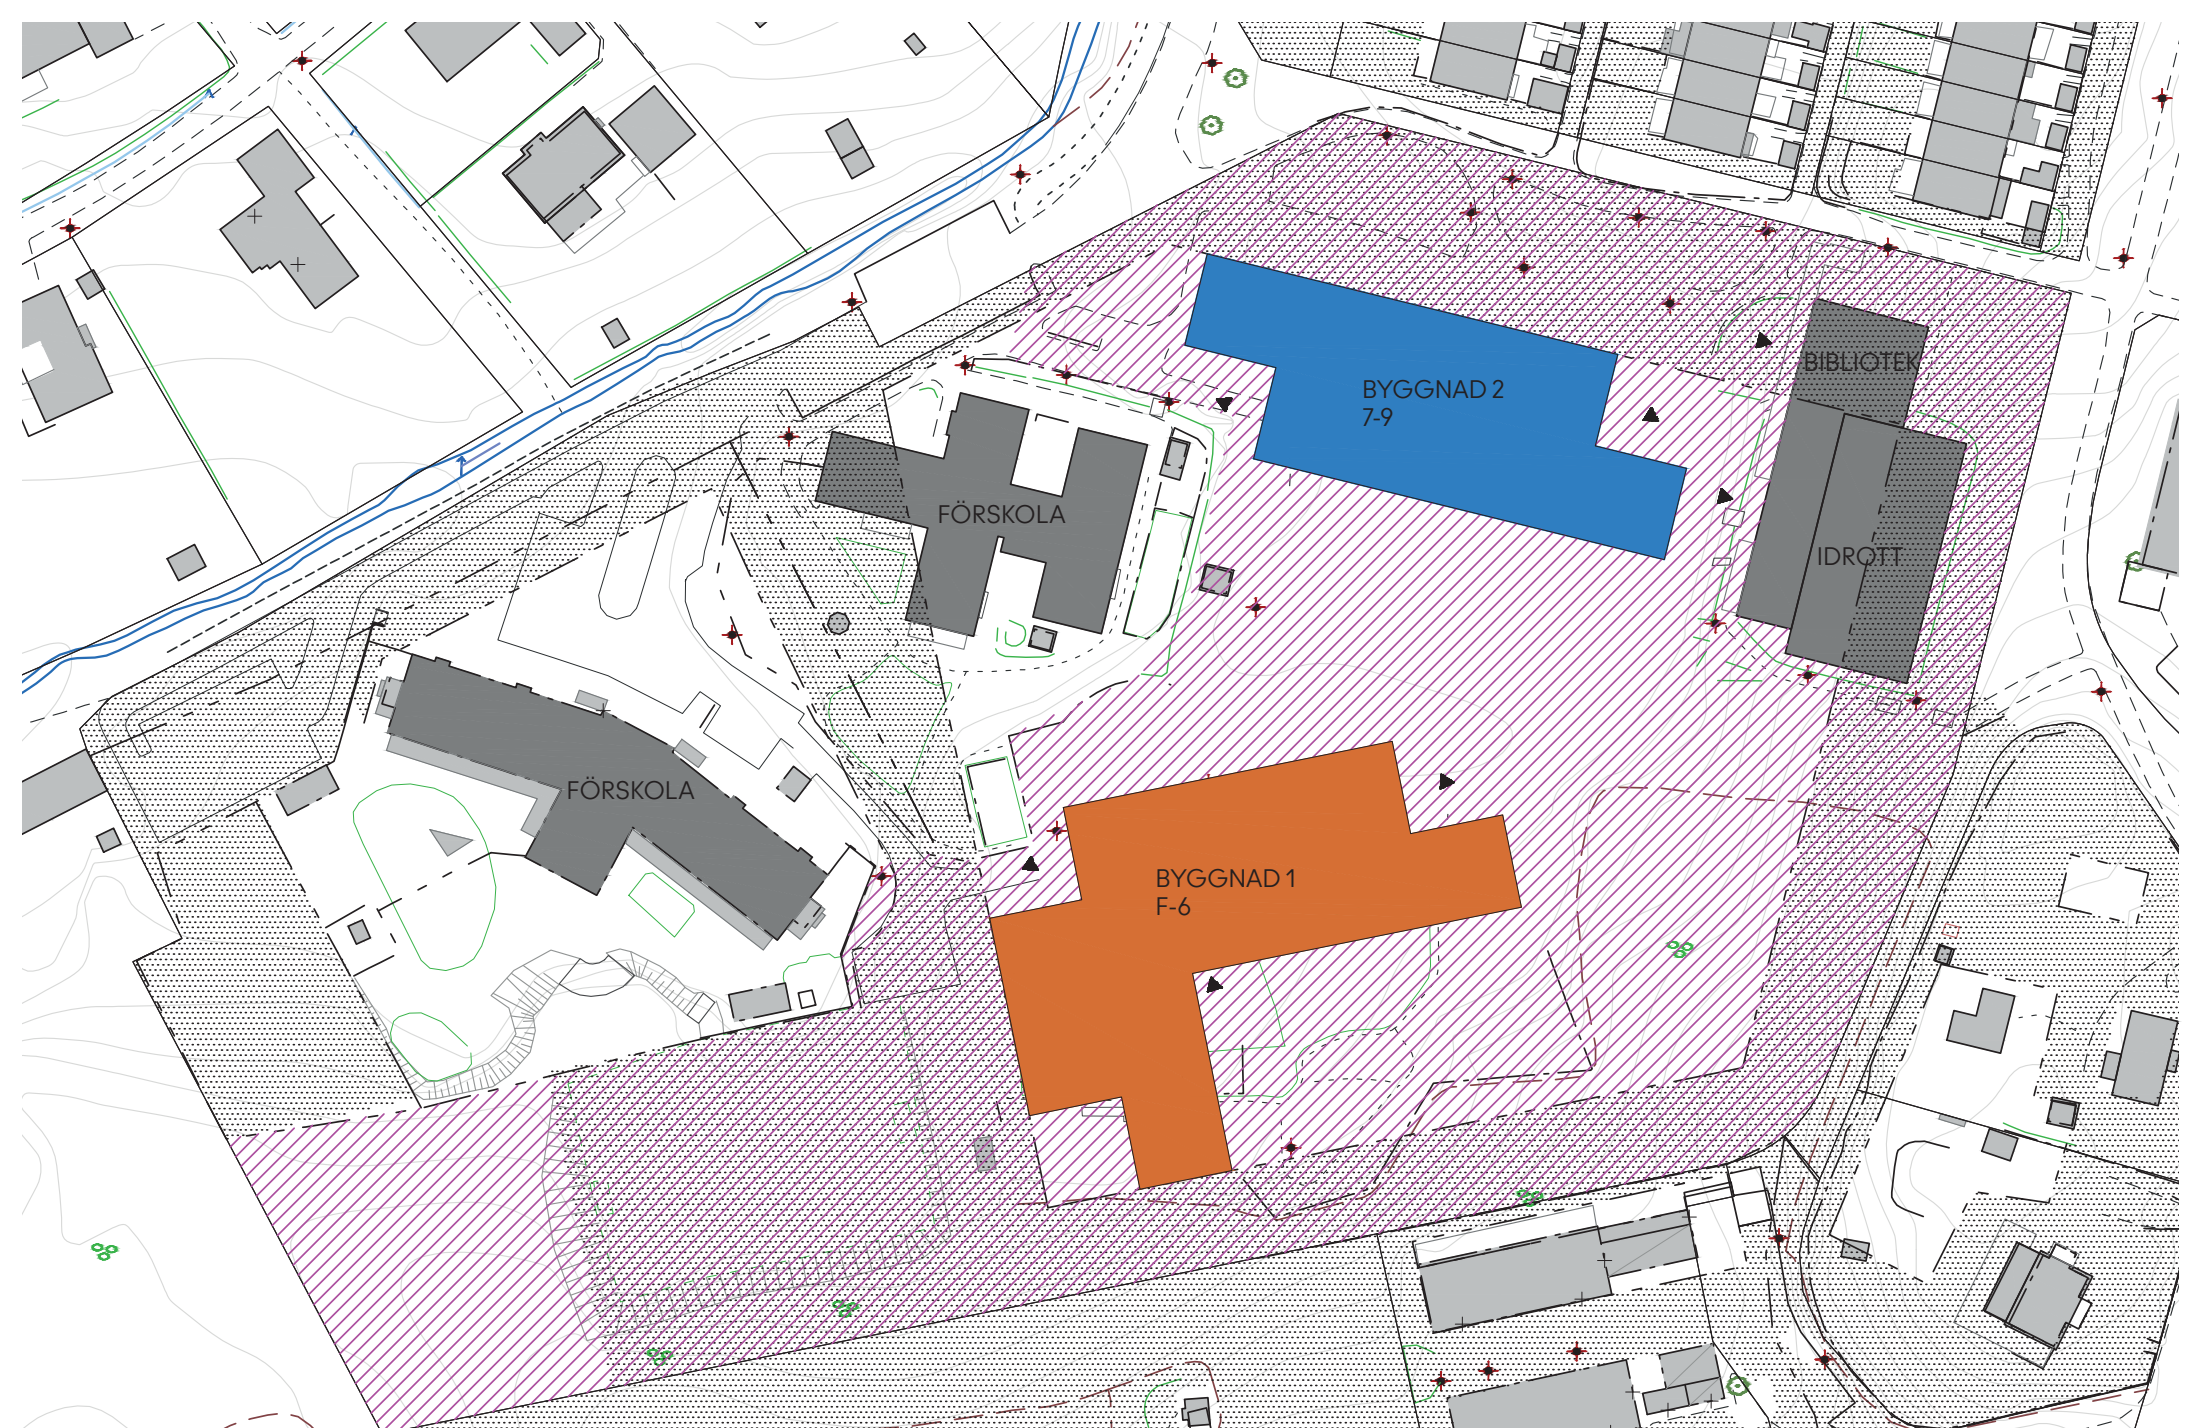 BIBLIOTEK
BYGGNAD 2
7-9
FÖRSKOLA
IDROTT
FÖRSKOLA
BYGGNAD 1
F-6